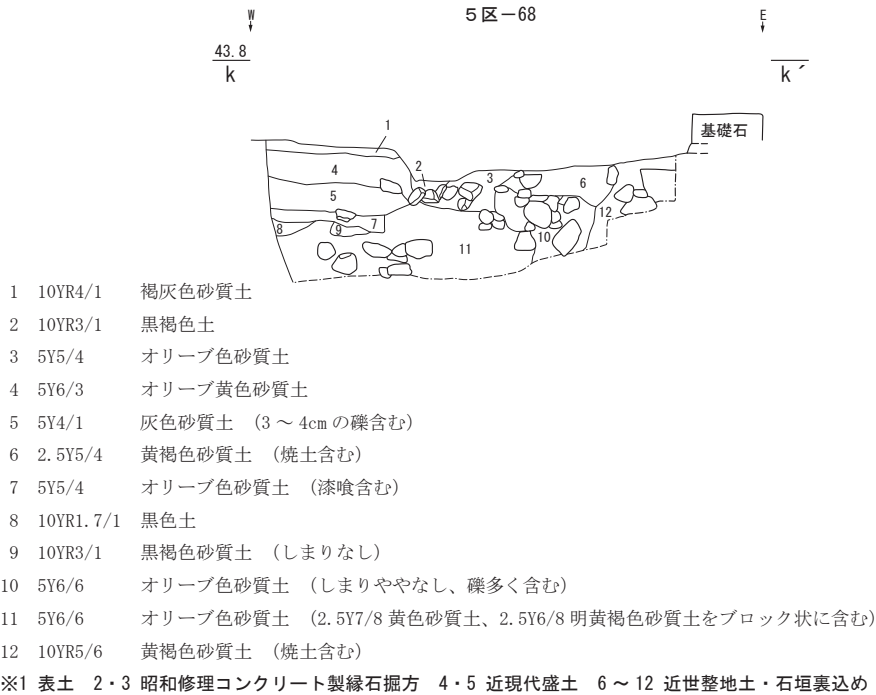 5区－68
W
E
43.8
k
k´
基礎石
1
4
2
3
6
5
12
7
8
9
10
11
1 10YR4/1 褐灰色砂質土
2 10YR3/1 黒褐色土
3 5Y5/4 オリーブ色砂質土
4 5Y6/3 オリーブ黄色砂質土
5 5Y4/1 灰色砂質土 （3～4cmの礫含む）
6 2.5Y5/4 黄褐色砂質土 （焼土含む）
7 5Y5/4 オリーブ色砂質土 （漆喰含む）
8 10YR1.7/1 黒色土
9 10YR3/1 黒褐色砂質土 （しまりなし）
10 5Y6/6 オリーブ色砂質土 （しまりややなし、礫多く含む）
11 5Y6/6 オリーブ色砂質土 （2.5Y7/8 黄色砂質土、2.5Y6/8 明黄褐色砂質土をブロック状に含む）
12 10YR5/6 黄褐色砂質土 （焼土含む）
※1 表土 2・3 昭和修理コンクリート製縁石掘方 4・5 近現代盛土 6～12 近世整地土・石垣裏込め